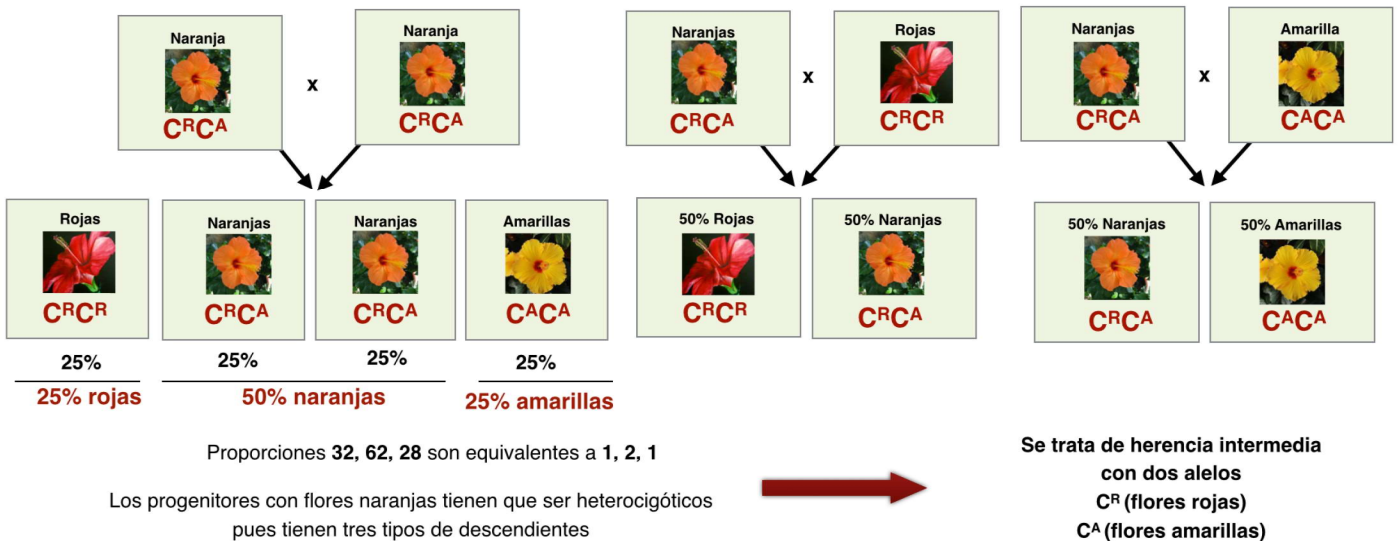 Naranja
x
Naranja
CᴿCᴬ
CᴿCᴬ
Rojas
Naranjas
Naranjas
Amarillas
CᴿCᴿ
CᴿCᴬ
CᴿCᴬ
CᴬCᴬ
25%
25%
25%
25%
25% rojas
50% naranjas
25% amarillas
Naranjas
x
Rojas
CᴿCᴬ
CᴿCᴿ
50% Rojas
50% Naranjas
CᴿCᴿ
CᴿCᴬ
Naranjas
x
Amarilla
CᴿCᴬ
CᴬCᴬ
50% Naranjas
50% Amarillas
CᴿCᴬ
CᴬCᴬ
Proporciones 32, 62, 28 son equivalentes a 1, 2, 1
Los progenitores con flores naranjas tienen que ser heterocigóticos
pues tienen tres tipos de descendientes
Se trata de herencia intermedia
con dos alelos
Cᴿ (flores rojas)
Cᴬ (flores amarillas)